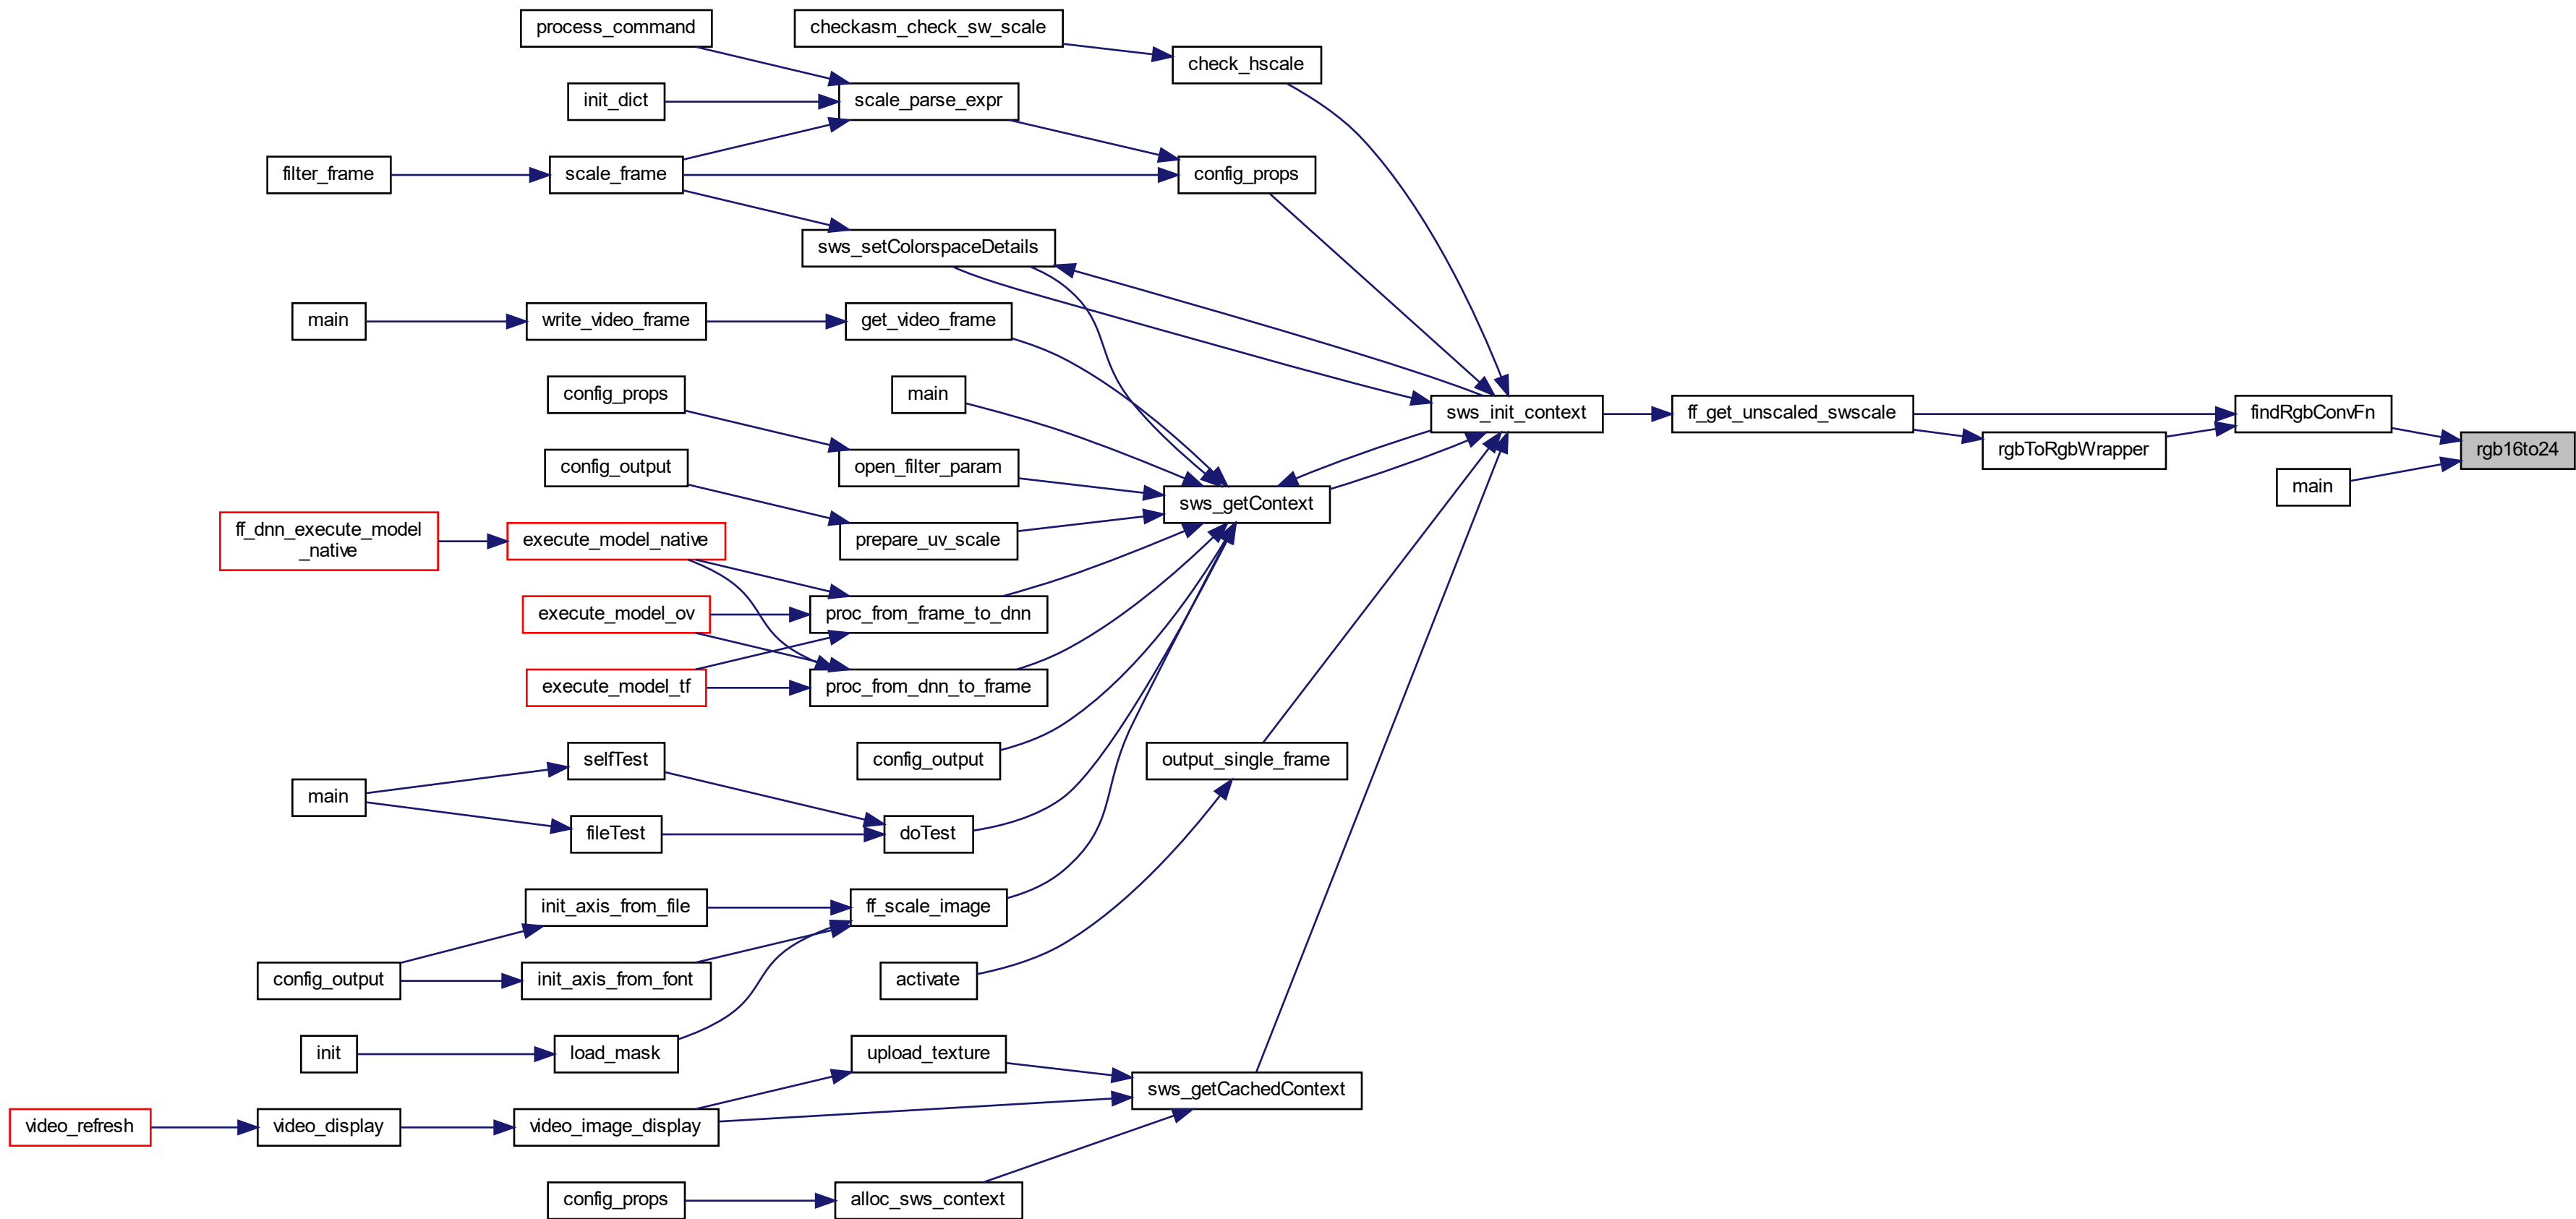 process_command
checkasm_check_sw_scale
check_hscale
init_dict
scale_parse_expr
filter_frame
scale_frame
config_props
sws_setColorspaceDetails
main
write_video_frame
get_video_frame
config_props
main
sws_init_context
ff_get_unscaled_swscale
findRgbConvFn
rgbToRgbWrapper
rgb16to24
main
config_output
open_filter_param
sws_getContext
ff_dnn_execute_model
_native
execute_model_native
prepare_uv_scale
execute_model_ov
proc_from_frame_to_dnn
execute_model_tf
proc_from_dnn_to_frame
selfTest
config_output
output_single_frame
main
fileTest
doTest
init_axis_from_file
ff_scale_image
config_output
init_axis_from_font
activate
init
load_mask
upload_texture
sws_getCachedContext
video_refresh
video_display
video_image_display
config_props
alloc_sws_context